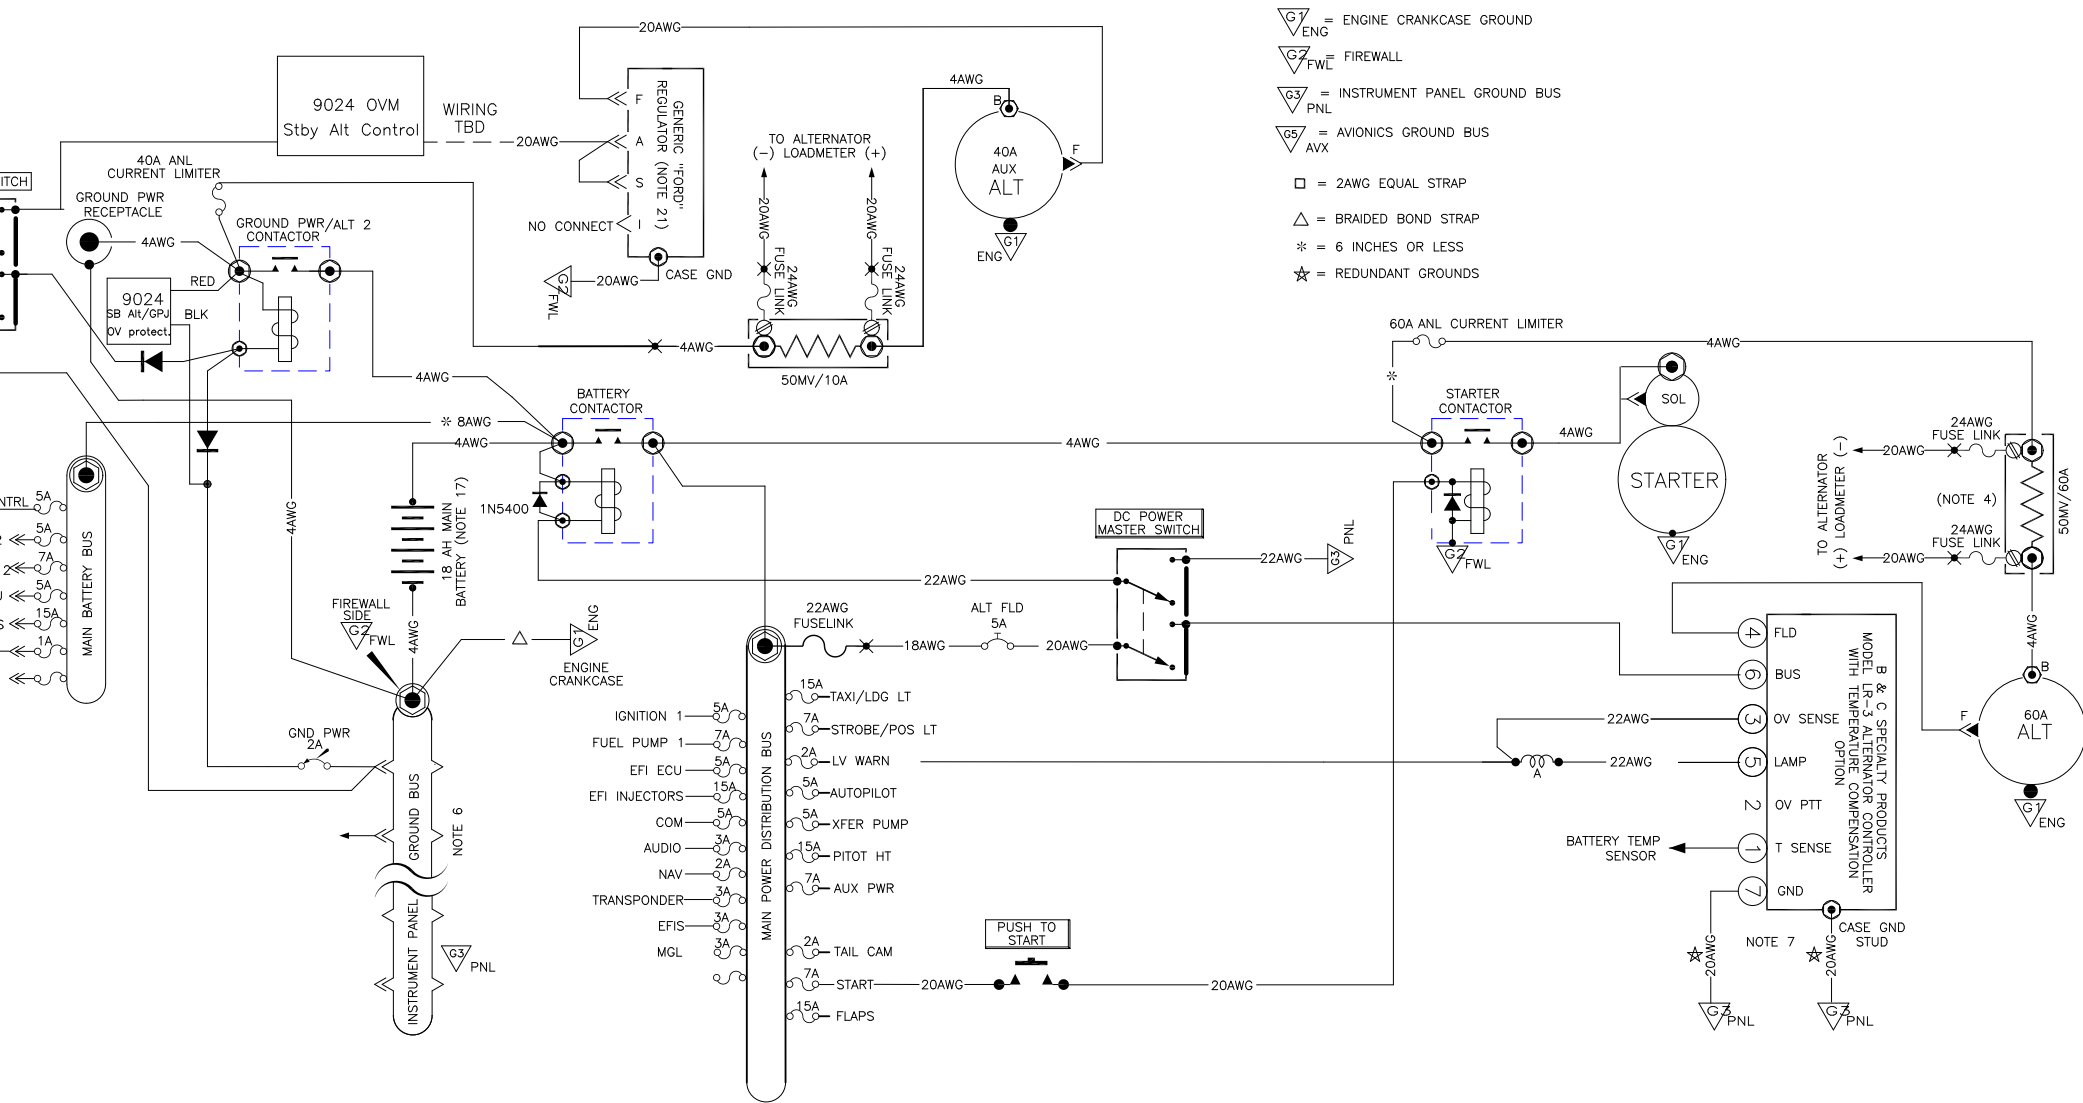 G1
ENG
= ENGINE CRANKCASE GROUND
G2
FWL
= FIREWALL
G3
PNL
= INSTRUMENT PANEL GROUND BUS
G5
AVX
= AVIONICS GROUND BUS
= 2AWG EQUAL STRAP
= BRAIDED BOND STRAP
* = 6 INCHES OR LESS
= REDUNDANT GROUNDS
20AWG
9024 OVM
Stby Alt Control
WIRING
TBD
20AWG
F
A
S
I
GENERIC "FORD"
REGULATOR (NOTE 21)
NO CONNECT
CASE GND
20AWG
G2
FWL
4AWG
B
40A
AUX
ALT
F
G1
ENG
TO ALTERNATOR
(-) LOADMETER (+)
20AWG
20AWG
24AWG
FUSE LINK
24AWG
FUSE LINK
4AWG
50MV/10A
ITCH
40A ANL
CURRENT LIMITER
GROUND PWR
RECEPTACLE
4AWG
GROUND PWR/ALT 2
CONTACTOR
RED
9024
SB Alt/GPJ
OV protect.
BLK
4AWG
* 8AWG
4AWG
BATTERY
CONTACTOR
1N5400
4AWG
4AWG
18 AH MAIN
BATTERY (NOTE 17)
4AWG
60A ANL CURRENT LIMITER
4AWG
*
STARTER
CONTACTOR
4AWG
SOL
STARTER
G1
ENG
G2
FWL
TO ALTERNATOR
(+) LOADMETER (-)
20AWG
24AWG
FUSE LINK
(NOTE 4)
20AWG
24AWG
FUSE LINK
50MV/60A
4AWG
B
F
60A
ALT
G1
ENG
DC POWER
MASTER SWITCH
22AWG
G3
PNL
22AWG
NTRL
5A
2
5A
2
7A
U
5A
S
15A
1A
MAIN BATTERY BUS
FIREWALL
SIDE
G2
FWL
G1
ENG
ENGINE
CRANKCASE
22AWG
FUSELINK
18AWG
ALT FLD
5A
20AWG
GND PWR
2A
GROUND BUS
NOTE 6
INSTRUMENT PANEL
G3
PNL
IGNITION 1
5A
FUEL PUMP 1
7A
EFI ECU
5A
EFI INJECTORS
15A
COM
5A
AUDIO
3A
NAV
2A
TRANSPONDER
3A
EFIS
3A
MGL
3A
MAIN POWER DISTRIBUTION BUS
15A
TAXI/LDG LT
7A
STROBE/POS LT
2A
LV WARN
5A
AUTOPILOT
5A
XFER PUMP
15A
PITOT HT
7A
AUX PWR
2A
TAIL CAM
7A
START
15A
FLAPS
20AWG
PUSH TO
START
20AWG
22AWG
A
22AWG
4
FLD
6
BUS
3
OV SENSE
5
LAMP
2
OV PTT
1
T SENSE
7
GND
B & C SPECIALTY PRODUCTS
MODEL LR-3 ALTERNATOR CONTROLLER
WITH TEMPERATURE COMPENSATION
OPTION
BATTERY TEMP
SENSOR
NOTE 7
CASE GND
STUD
20AWG
20AWG
G3
PNL
G3
PNL